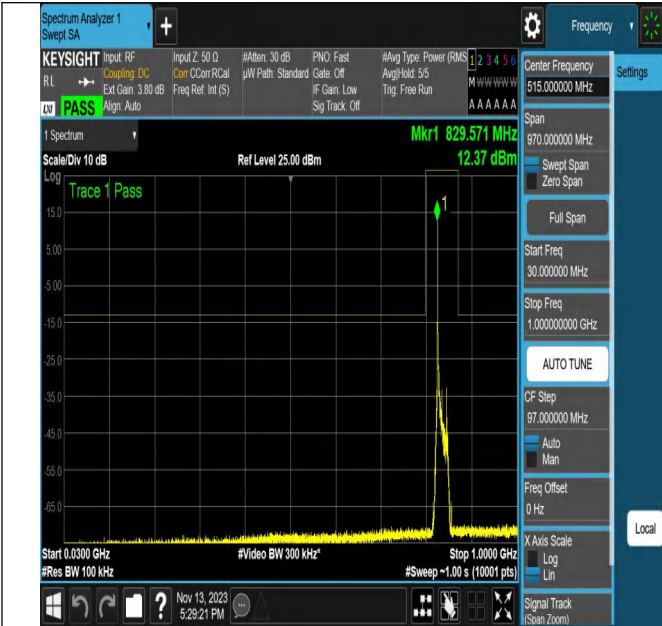 Spectrum Analyzer 1
Swept SA
+
Frequency
KEYSIGHT
RL
LXI
PASS
Input: RF
Coupling: DC
Ext Gain: 3.80 dB
Align: Auto
Input Z: 50 Ω
Corr CCorr RCal
Freq Ref: Int (S)
#Atten: 30 dB
µW Path: Standard
PNO: Fast
Gate: Off
IF Gain: Low
Sig Track: Off
#Avg Type: Power (RMS
Avg|Hold: 5/5
Trig: Free Run
1 2 3 4 5 6
M W W W W W
A A A A A A
1 Spectrum
Mkr1 829.571 MHz
Scale/Div 10 dB
Ref Level 25.00 dBm
12.37 dBm
Log
Trace 1 Pass
1
15.0
5.00
-5.00
-15.0
-25.0
-35.0
-45.0
-55.0
-65.0
Start 0.0300 GHz
#Video BW 300 kHz*
Stop 1.0000 GHz
#Res BW 100 kHz
#Sweep ~1.00 s (10001 pts)
Nov 13, 2023
5:29:21 PM
Center Frequency
515.000000 MHz
Span
970.000000 MHz
Swept Span
Zero Span
Full Span
Start Freq
30.000000 MHz
Stop Freq
1.000000000 GHz
AUTO TUNE
CF Step
97.000000 MHz
Auto
Man
Freq Offset
0 Hz
X Axis Scale
Log
Lin
Signal Track
(Span Zoom)
Settings
Local